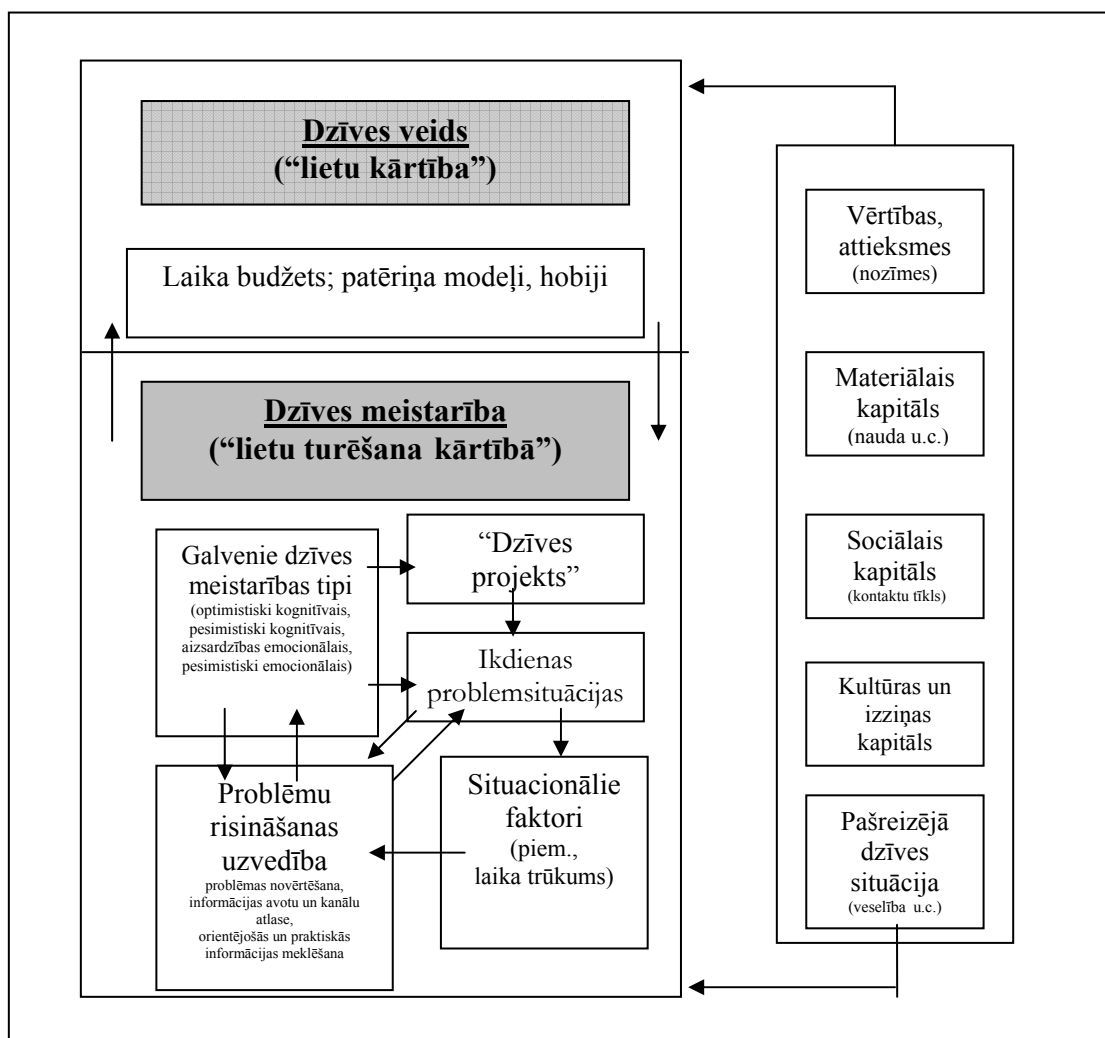 Dzīves veids
(“lietu kārtība”)
Laika budžets; patēriņa modeļi, hobiji
Dzīves meistarība
(“lietu turēšana kārtībā”)
Galvenie dzīves
meistarības tipi
(optimistiski kognitīvais,
pesimistiski kognitīvais,
aizsardzības emocionālais,
pesimistiski emocionālais)
“Dzīves
projekts”
Ikdienas
problemsituācijas
Problēmu
risināšanas
uzvedība
problēmas novērtēšana,
informācijas avotu un kanālu
atlase,
orientējošās un praktiskās
informācijas meklēšana
Situacionālie
faktori
(piem.,
laika trūkums)
Vērtības,
attieksmes
(nozīmes)
Materiālais
kapitāls
(nauda u.c.)
Sociālais
kapitāls
(kontaktu tīkls)
Kultūras un
izziņas
kapitāls
Pašreizējā
dzīves
situācija
(veselība u.c.)